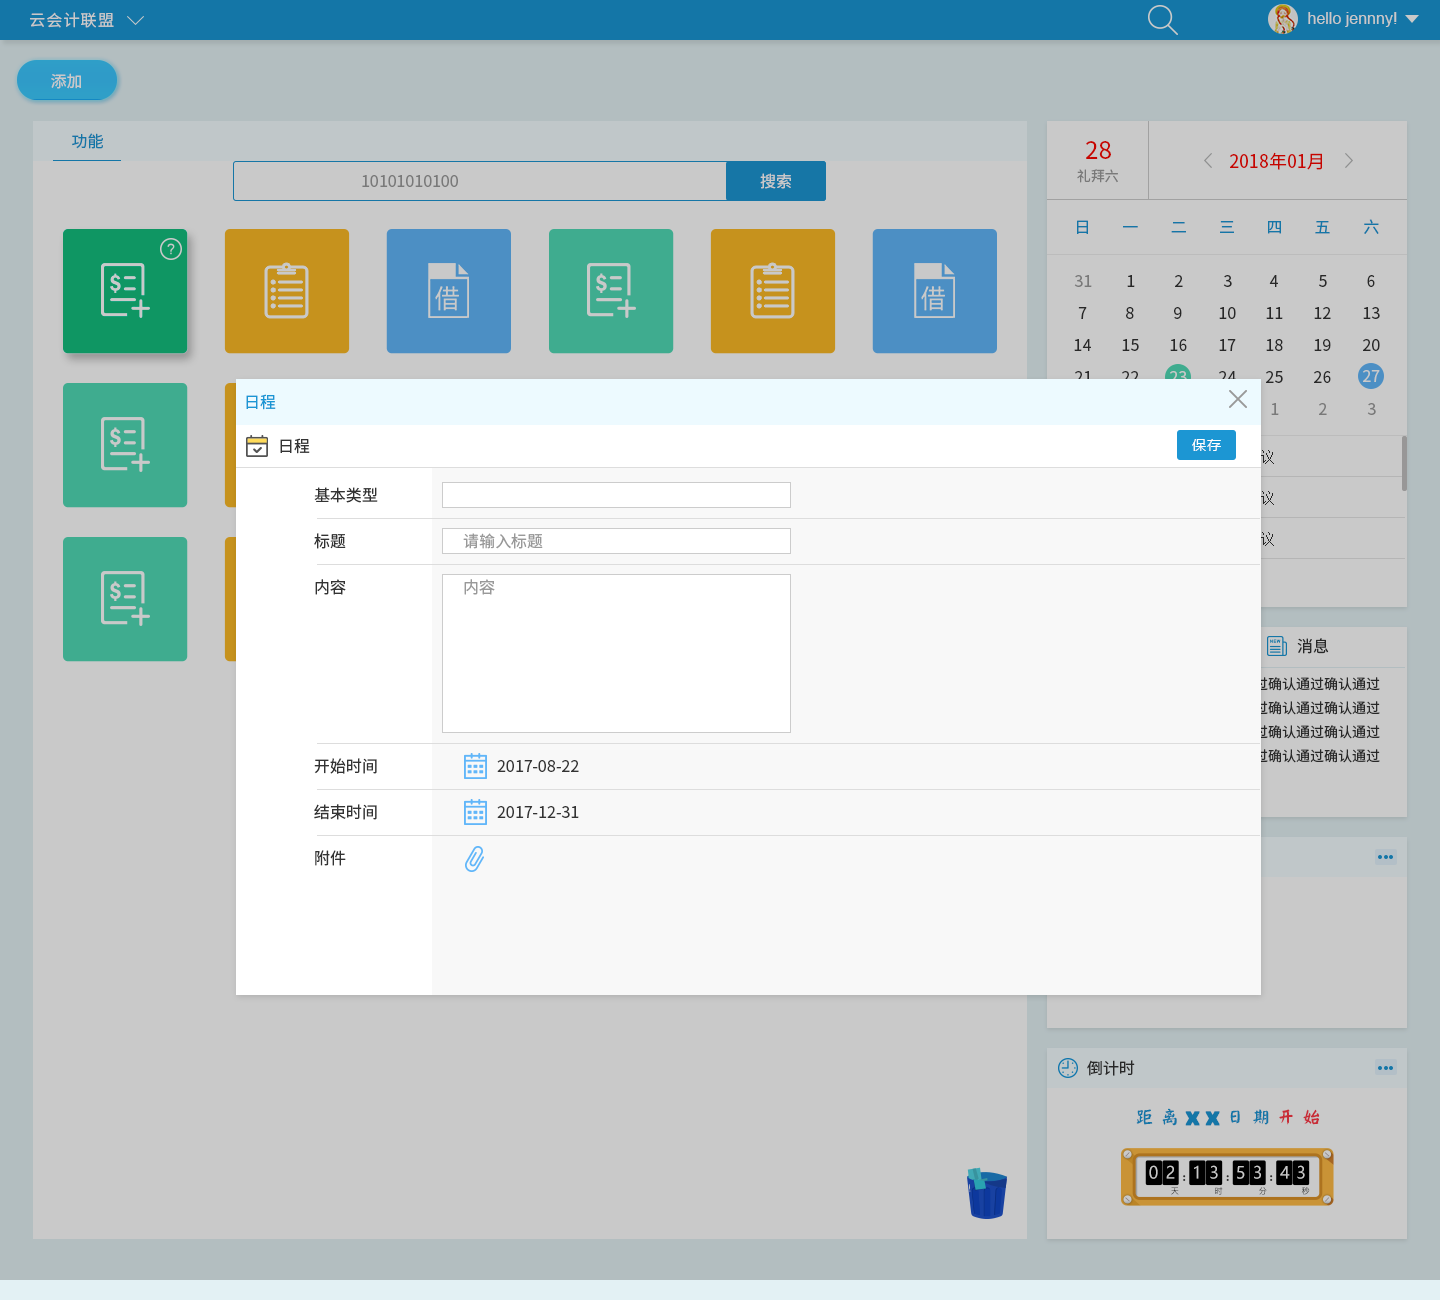 云会计联盟
hello jennny!
添加
功能
10101010100
搜索
借
借
28
礼拜六
2018年01月
日 一 二 三 四 五 六
31 1 2 3 4 5 6
7 8 9 10 11 12 13
14 15 16 17 18 19 20
21 22 23 24 25 26 27
1 2 3
议
议
议
日程
日程
保存
基本类型
标题
请输入标题
内容
内容
开始时间
2017-08-22
结束时间
2017-12-31
附件
NEW
消息
过确认通过确认通过
过确认通过确认通过
过确认通过确认通过
过确认通过确认通过
倒计时
距离XX日期开始
02:13:53:43
天 时 分 秒